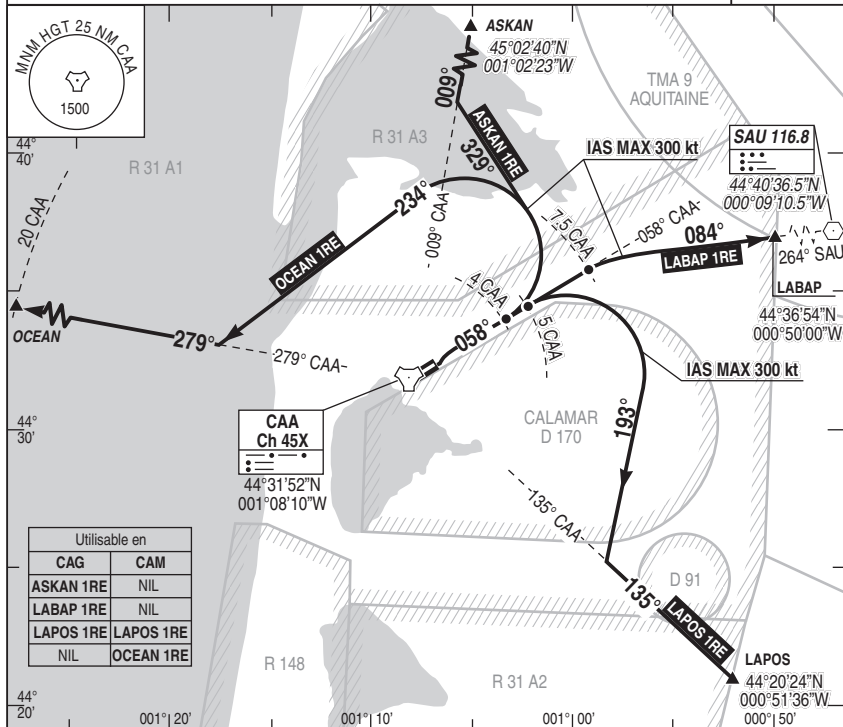 MNM HGT 25 NM CAA
1500
ASKAN
45°02'40"N
001°02'23"W
TMA 9
AQUITAINE
009°
ASKAN 1RE
329°
R 31 A3
IAS MAX 300 kt
SAU 116.8
44°40'36.5"N
000°09'10.5"W
44°
40'
R 31 A1
20 CAA
234°
009° CAA
7.5 CAA
058° CAA
084°
LABAP 1RE
264° SAU
LABAP
44°36'54"N
000°50'00"W
OCEAN 1RE
OCEAN
279°
279° CAA
4 CAA
058°
5 CAA
IAS MAX 300 kt
CAA
Ch 45X
44°31'52"N
001°08'10"W
44°
30'
CALAMAR
D 170
193°
135° CAA
D 91
135°
LAPOS 1RE
LAPOS
44°20'24"N
000°51'36"W
Utilisable en
CAG CAM
ASKAN 1RE NIL
LABAP 1RE NIL
LAPOS 1RE LAPOS 1RE
NIL OCEAN 1RE
R 148
R 31 A2
44°
20'
001°20'
001°10'
001°00'
000°50'